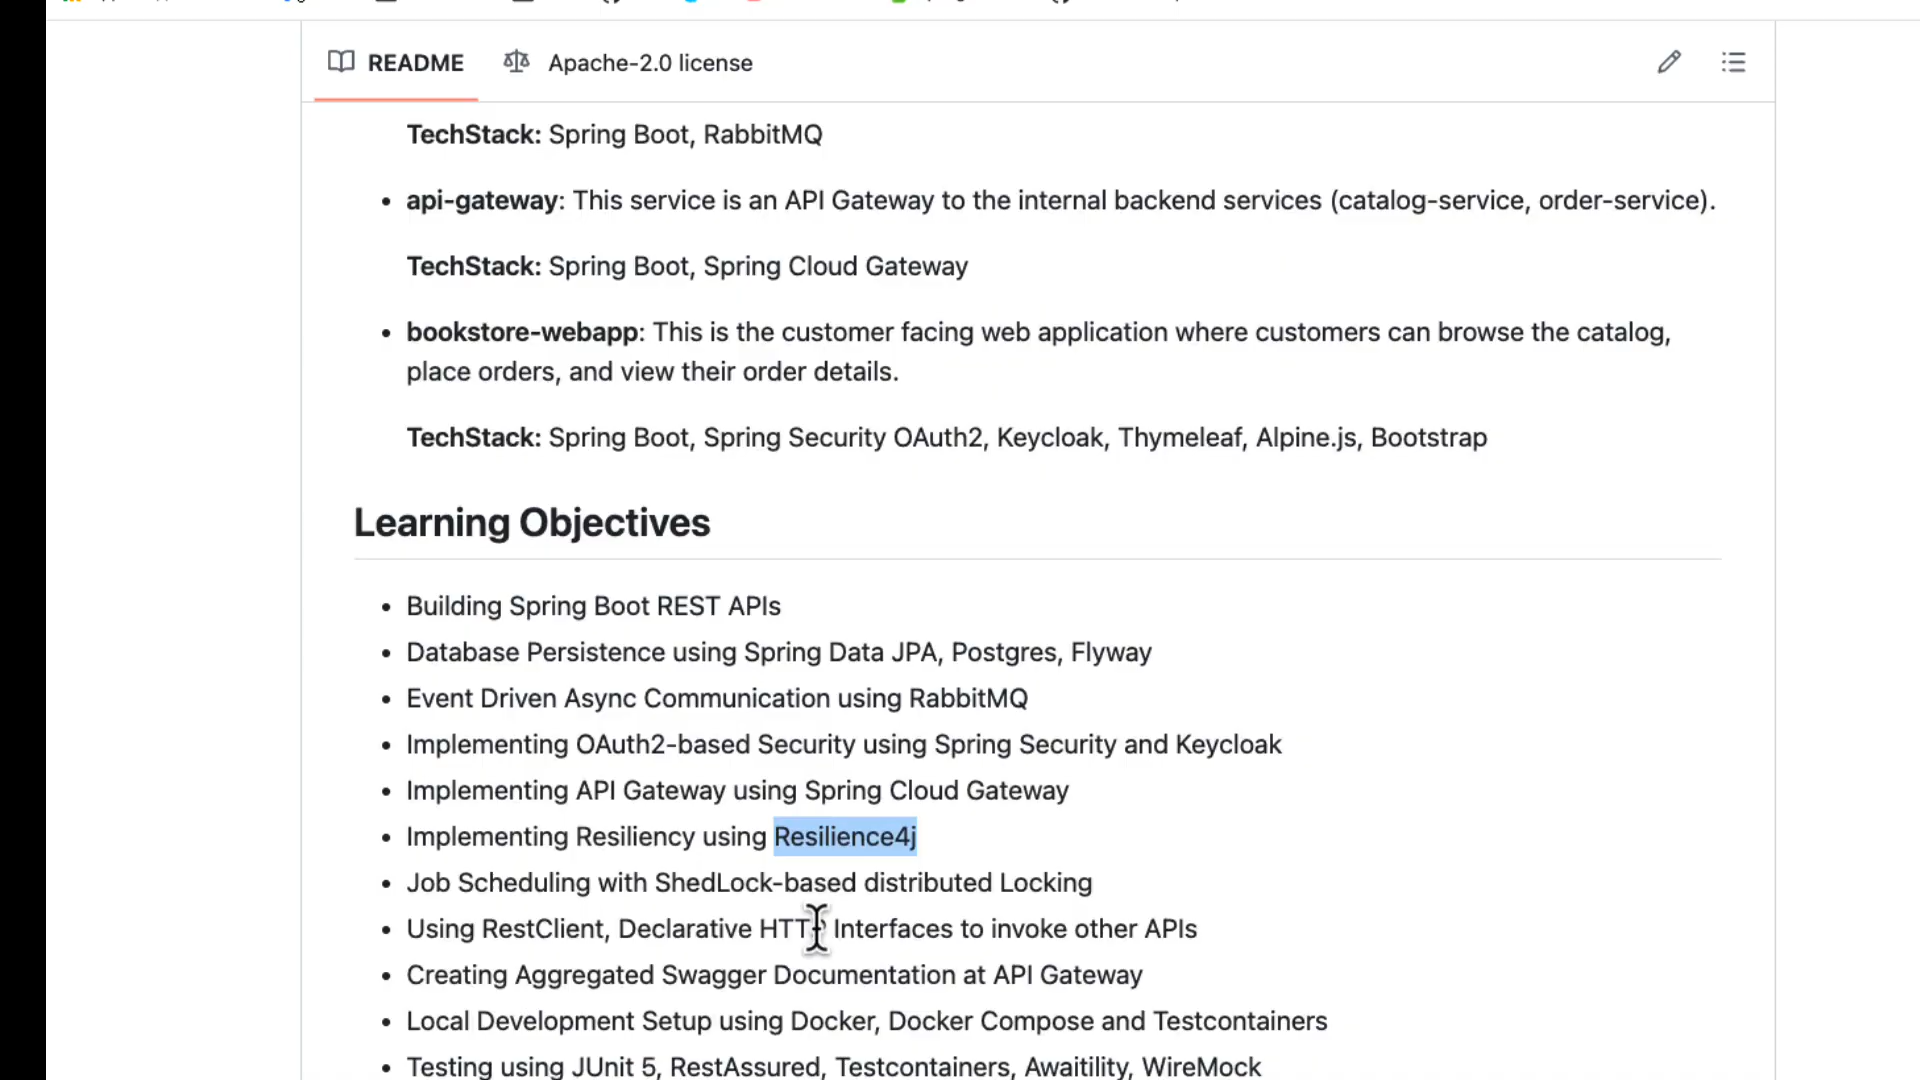 README
Apache-2.0 license
TechStack: Spring Boot, RabbitMQ
• api-gateway: This service is an API Gateway to the internal backend services (catalog-service, order-service).
TechStack: Spring Boot, Spring Cloud Gateway
• bookstore-webapp: This is the customer facing web application where customers can browse the catalog,
place orders, and view their order details.
TechStack: Spring Boot, Spring Security OAuth2, Keycloak, Thymeleaf, Alpine.js, Bootstrap
Learning Objectives
• Building Spring Boot REST APIs
• Database Persistence using Spring Data JPA, Postgres, Flyway
• Event Driven Async Communication using RabbitMQ
• Implementing OAuth2-based Security using Spring Security and Keycloak
• Implementing API Gateway using Spring Cloud Gateway
• Implementing Resiliency using Resilience4j
• Job Scheduling with ShedLock-based distributed Locking
• Using RestClient, Declarative HTTP Interfaces to invoke other APIs
• Creating Aggregated Swagger Documentation at API Gateway
• Local Development Setup using Docker, Docker Compose and Testcontainers
• Testing using JUnit 5, RestAssured, Testcontainers, Awaitility, WireMock